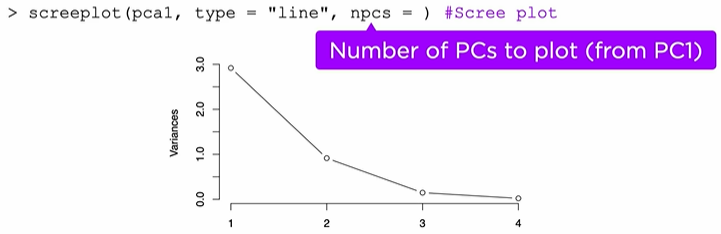 > screeplot(pca1, type = "line", npcs = ) #Scree plot
Number of PCs to plot (from PC1)
3.0
2.0
1.0
0.0
Variances
1 2 3 4